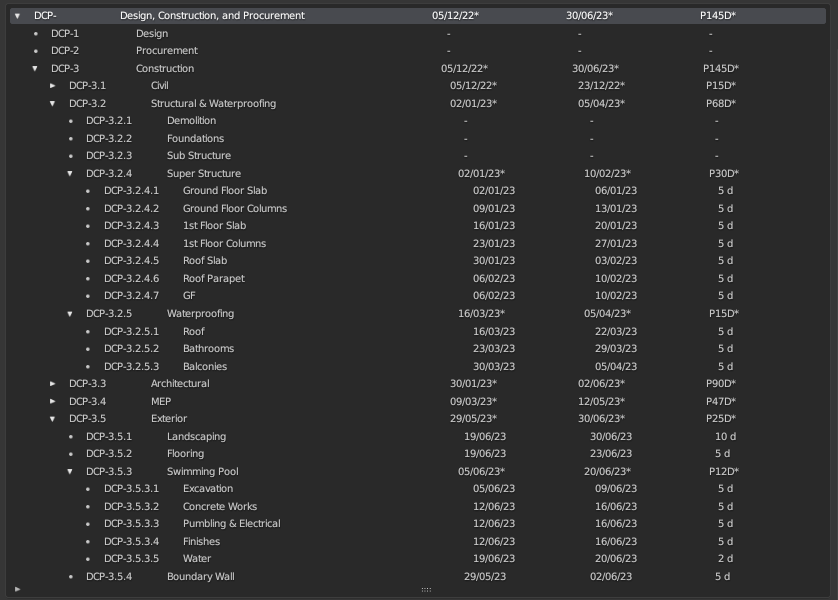 DCP- Design, Construction, and Procurement 05/12/22* 30/06/23* P145D*
DCP-1 Design - - -
DCP-2 Procurement - - -
DCP-3 Construction 05/12/22* 30/06/23* P145D*
DCP-3.1 Civil 05/12/22* 23/12/22* P15D*
DCP-3.2 Structural & Waterproofing 02/01/23* 05/04/23* P68D*
DCP-3.2.1 Demolition - - -
DCP-3.2.2 Foundations - - -
DCP-3.2.3 Sub Structure - - -
DCP-3.2.4 Super Structure 02/01/23* 10/02/23* P30D*
DCP-3.2.4.1 Ground Floor Slab 02/01/23 06/01/23 5 d
DCP-3.2.4.2 Ground Floor Columns 09/01/23 13/01/23 5 d
DCP-3.2.4.3 1st Floor Slab 16/01/23 20/01/23 5 d
DCP-3.2.4.4 1st Floor Columns 23/01/23 27/01/23 5 d
DCP-3.2.4.5 Roof Slab 30/01/23 03/02/23 5 d
DCP-3.2.4.6 Roof Parapet 06/02/23 10/02/23 5 d
DCP-3.2.4.7 GF 06/02/23 10/02/23 5 d
DCP-3.2.5 Waterproofing 16/03/23* 05/04/23* P15D*
DCP-3.2.5.1 Roof 16/03/23 22/03/23 5 d
DCP-3.2.5.2 Bathrooms 23/03/23 29/03/23 5 d
DCP-3.2.5.3 Balconies 30/03/23 05/04/23 5 d
DCP-3.3 Architectural 30/01/23* 02/06/23* P90D*
DCP-3.4 MEP 09/03/23* 12/05/23* P47D*
DCP-3.5 Exterior 29/05/23* 30/06/23* P25D*
DCP-3.5.1 Landscaping 19/06/23 30/06/23 10 d
DCP-3.5.2 Flooring 19/06/23 23/06/23 5 d
DCP-3.5.3 Swimming Pool 05/06/23* 20/06/23* P12D*
DCP-3.5.3.1 Excavation 05/06/23 09/06/23 5 d
DCP-3.5.3.2 Concrete Works 12/06/23 16/06/23 5 d
DCP-3.5.3.3 Pumbling & Electrical 12/06/23 16/06/23 5 d
DCP-3.5.3.4 Finishes 12/06/23 16/06/23 5 d
DCP-3.5.3.5 Water 19/06/23 20/06/23 2 d
DCP-3.5.4 Boundary Wall 29/05/23 02/06/23 5 d